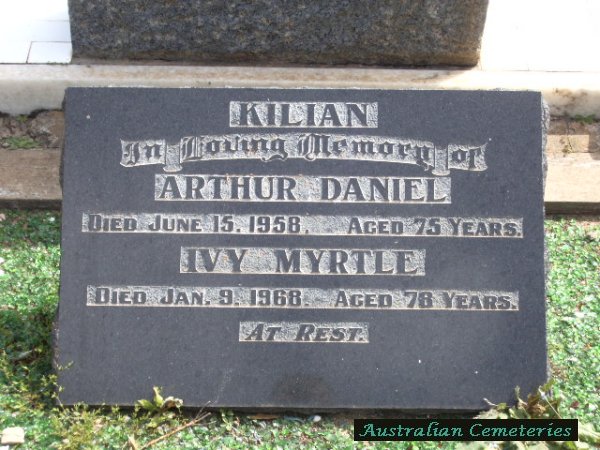 KILIAN
In Loving Memory of
ARTHUR DANIEL
DIED JUNE 15. 1958. AGED 75 YEARS.
IVY MYRTLE
DIED JAN. 9. 1968 AGED 76 YEARS.
AT REST.
Australian Cemeteries